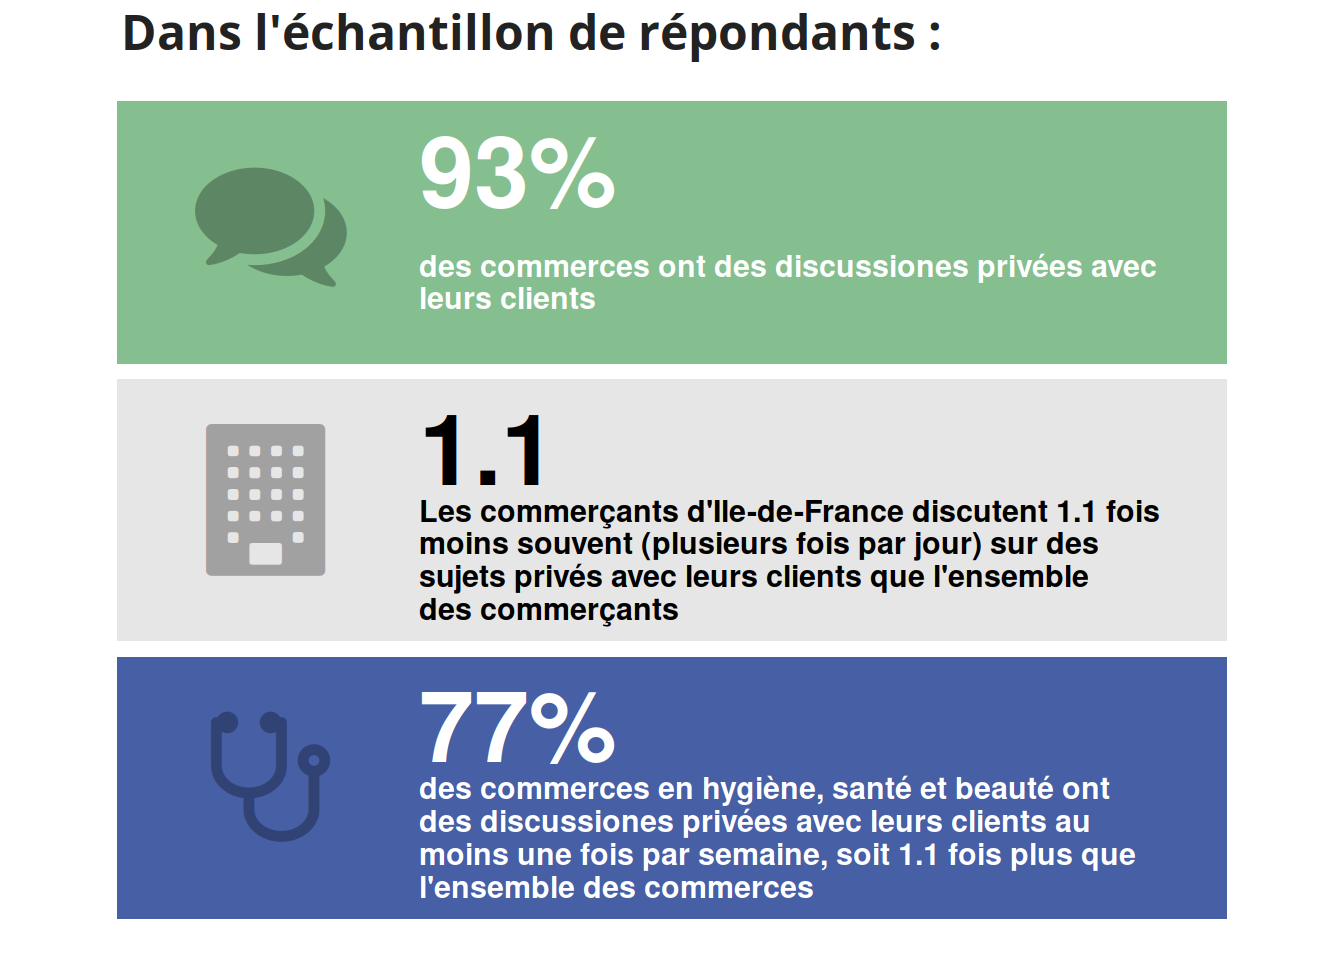 Dans l'échantillon de répondants :
93%
des commerces ont des discussiones privées avec
leurs clients
1.1
Les commerçants d'Ile-de-France discutent 1.1 fois
moins souvent (plusieurs fois par jour) sur des
sujets privés avec leurs clients que l'ensemble
des commerçants
77%
des commerces en hygiène, santé et beauté ont
des discussiones privées avec leurs clients au
moins une fois par semaine, soit 1.1 fois plus que
l'ensemble des commerces